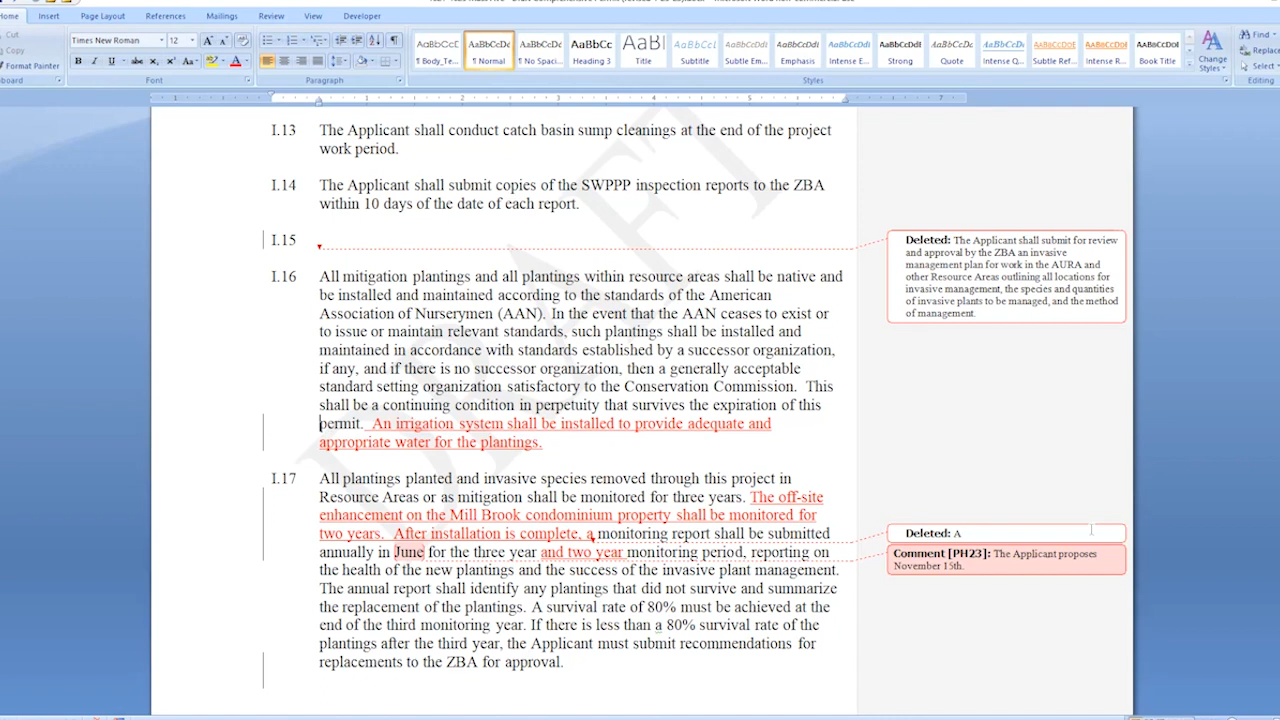 Home Insert Page Layout References Mailings Review View Developer
Cut
Copy
Format Painter
Times New Roman 12
AaBbCcDc AaBbCcDc AaBbCcDc AaBbCc AaBbl AaBbCcI AaBbCcDdI AaBbCcDdI AaBbCcDdI AaBbCcDdI AaBbCcDdI AaBbCcDdI AABBCCDDE AABBCCDDI AaBbCcDdI
¶ Body_Te... ¶ Normal ¶ No Spaci... Heading 3 Title Subtitle Subtle Em... Emphasis Intense E... Strong Quote Intense Q... Subtle Ref... Intense R... Book Title
Change Styles
Find
Replace
Select
board Font Paragraph Styles Editing
I.13 The Applicant shall conduct catch basin sump cleanings at the end of the project
work period.
I.14 The Applicant shall submit copies of the SWPPP inspection reports to the ZBA
within 10 days of the date of each report.
I.15
I.16 All mitigation plantings and all plantings within resource areas shall be native and
be installed and maintained according to the standards of the American
Association of Nurserymen (AAN). In the event that the AAN ceases to exist or
to issue or maintain relevant standards, such plantings shall be installed and
maintained in accordance with standards established by a successor organization,
if any, and if there is no successor organization, then a generally acceptable
standard setting organization satisfactory to the Conservation Commission. This
shall be a continuing condition in perpetuity that survives the expiration of this
permit. An irrigation system shall be installed to provide adequate and
appropriate water for the plantings.
I.17 All plantings planted and invasive species removed through this project in
Resource Areas or as mitigation shall be monitored for three years. The off-site
enhancement on the Mill Brook condominium property shall be monitored for
two years. After installation is complete, a monitoring report shall be submitted
annually in June for the three year and two year monitoring period, reporting on
the health of the new plantings and the success of the invasive plant management.
The annual report shall identify any plantings that did not survive and summarize
the replacement of the plantings. A survival rate of 80% must be achieved at the
end of the third monitoring year. If there is less than a 80% survival rate of the
plantings after the third year, the Applicant must submit recommendations for
replacements to the ZBA for approval.
Deleted: The Applicant shall submit for review
and approval by the ZBA an invasive
management plan for work in the AURA and
other Resource Areas outlining all locations for
invasive management, the species and quantities
of invasive plants to be managed, and the method
of management.
Deleted: A
Comment [PH23]: The Applicant proposes
November 15th.
DRAFT